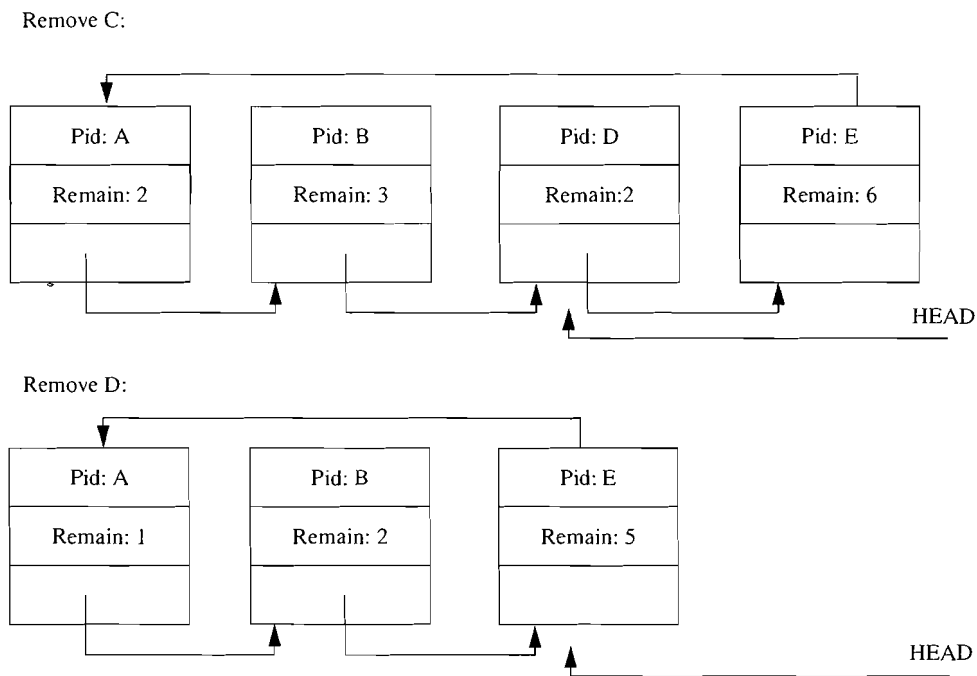 Remove C:
Pid: A
Pid: B
Pid: D
Pid: E
Remain: 2
Remain: 3
Remain:2
Remain: 6
HEAD
Remove D:
Pid: A
Pid: B
Pid: E
Remain: 1
Remain: 2
Remain: 5
HEAD